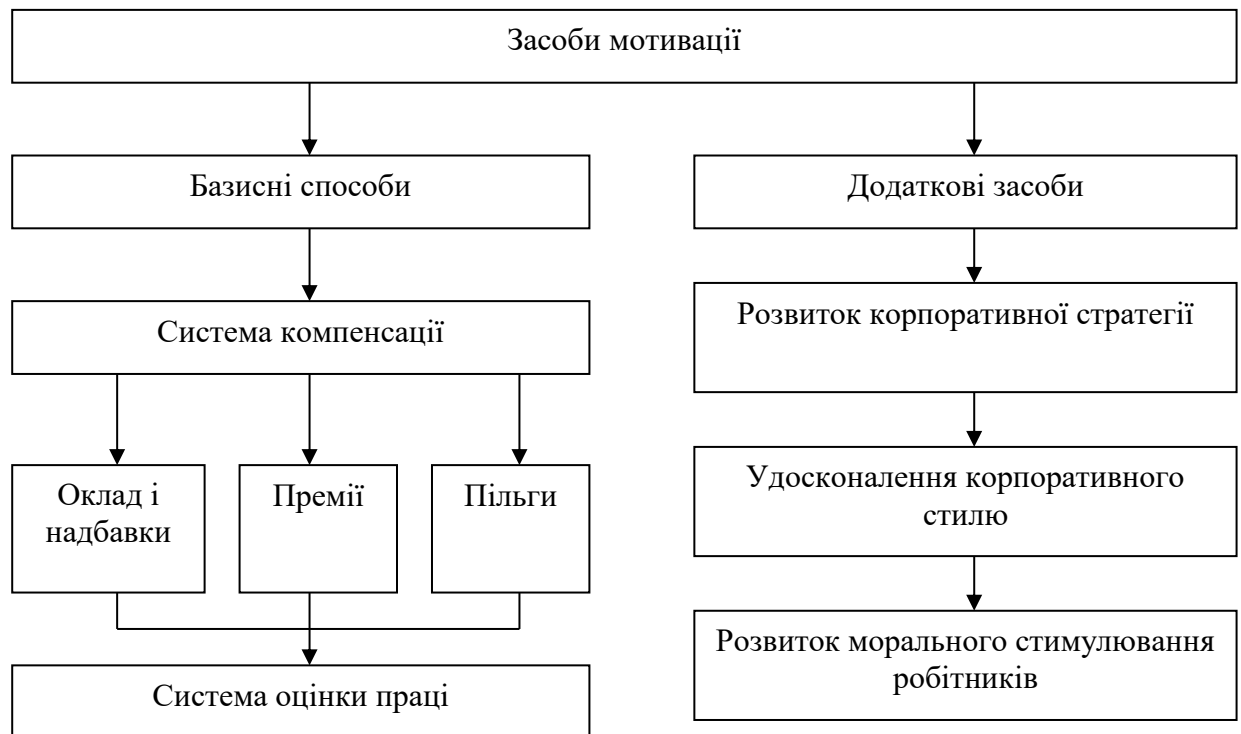 Засоби мотивації
Базисні способи
Додаткові засоби
Система компенсації
Розвиток корпоративної стратегії
Оклад і
надбавки
Премії
Пільги
Удосконалення корпоративного
стилю
Система оцінки праці
Розвиток морального стимулювання
робітників